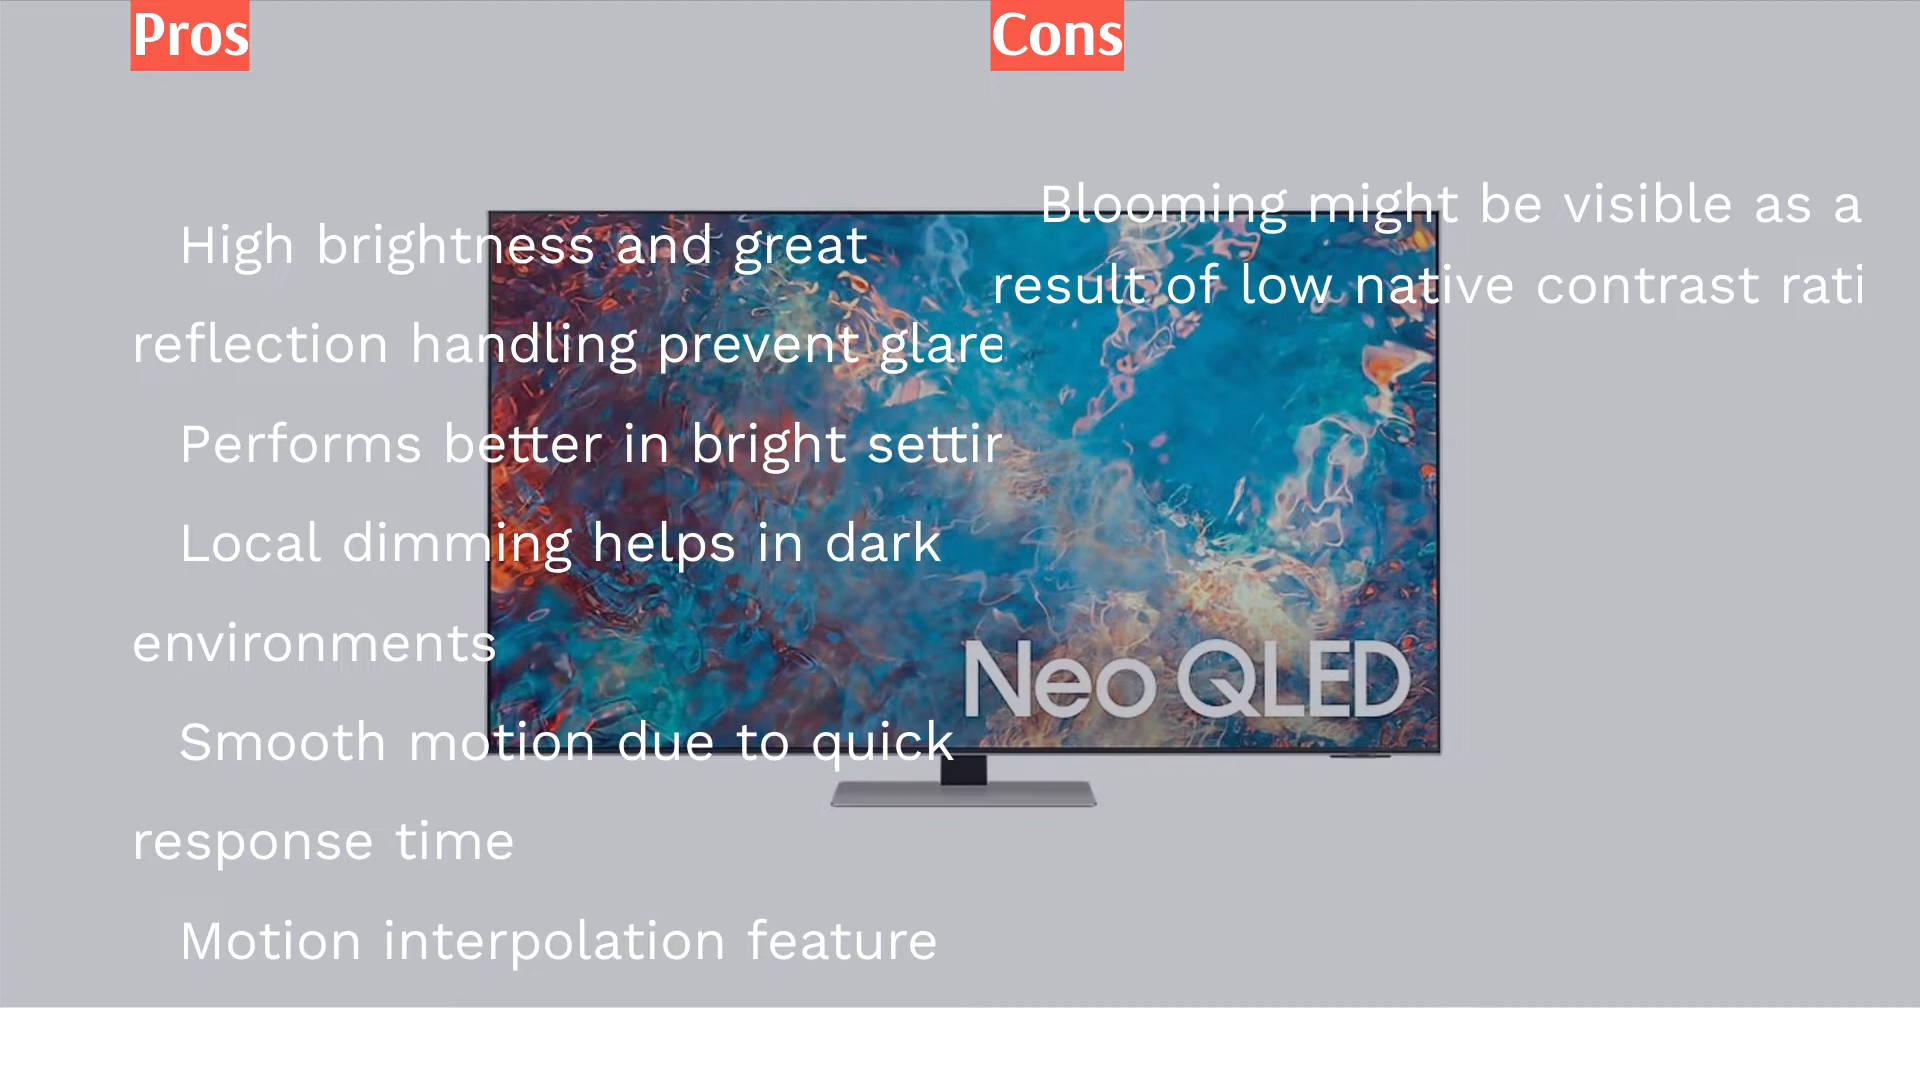 Pros
High brightness and great
reflection handling prevent glare
Performs better in bright
Local dimming helps in dark
environments
Smooth motion due to quick
response time
Motion interpolation feature
Cons
Blooming might be visible as a
result of low native contrast
Neo QLED